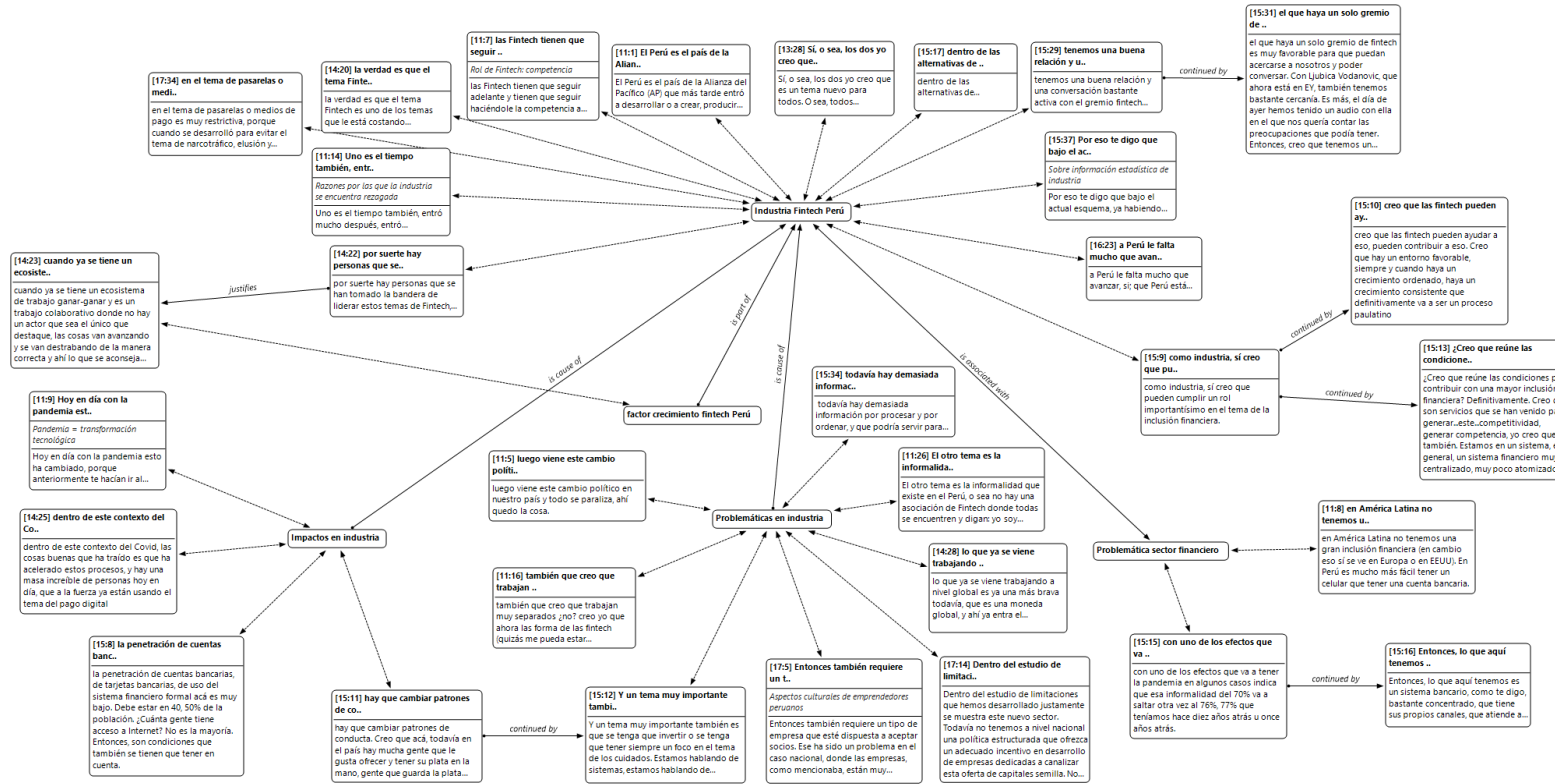 [17:34] en el tema de pasarelas o
medi..
en el tema de pasarelas o medios de
pago es muy restrictiva, porque
cuando se desarrolló para evitar el
tema de narcotráfico, elusión y...
[14:20] la verdad es que el
tema Finte..
la verdad es que el tema
Fintech es uno de los temas
que le está costando...
[11:7] las Fintech tienen que
seguir ..
Rol de Fintech: competencia
las Fintech tienen que seguir
adelante y tienen que seguir
haciéndole la competencia a...
[11:1] El Perú es el país de la
Alian..
El Perú es el país de la Alianza del
Pacífico (AP) que más tarde entró
a desarrollar o a crear, producir...
[13:28] Sí, o sea, los dos yo
creo que..
Sí, o sea, los dos yo creo que
es un tema nuevo para
todos. O sea, todos...
[15:17] dentro de las
alternativas de ..
dentro de las
alternativas de...
[15:29] tenemos una buena
relación y u..
tenemos una buena relación y
una conversación bastante
activa con el gremio fintech...
continued by
[15:31] el que haya un solo gremio
de ..
el que haya un solo gremio de fintech
es muy favorable para que puedan
acercarse a nosotros y poder
conversar. Con Ljubica Vodanovic, que
ahora está en EY, también tenemos
bastante cercanía. Es más, el día de
ayer hemos tenido un audio con ella
en el que nos quería contar las
preocupaciones que podía tener.
Entonces, creo que tenemos un...
[11:14] Uno es el tiempo
también, entr..
Razones por las que la industria
se encuentra rezagada
Uno es el tiempo también, entró
mucho después, entró...
[15:37] Por eso te digo que
bajo el ac..
Sobre información estadística de
industria
Por eso te digo que bajo el
actual esquema, ya habiendo...
Industria Fintech Perú
[14:23] cuando ya se tiene un
ecosiste..
cuando ya se tiene un ecosistema
de trabajo ganar-ganar y es un
trabajo colaborativo donde no hay
un actor que sea el único que
destaque, las cosas van avanzando
y se van destrabando de la manera
correcta y ahí lo que se aconseja...
justifies
[14:22] por suerte hay
personas que se..
por suerte hay personas que se
han tomado la bandera de
liderar estos temas de Fintech,...
[16:23] a Perú le falta
mucho que avan..
a Perú le falta mucho que
avanzar, si; que Perú está...
[15:10] creo que las fintech pueden
ay..
creo que las fintech pueden ayudar a
eso, pueden contribuir a eso. Creo
que hay un entorno favorable,
siempre y cuando haya un
crecimiento ordenado, haya un
crecimiento consistente que
definitivamente va a ser un proceso
paulatino
is cause of
is part of
is cause of
is associated with
continued by
[15:9] como industria, sí creo
que pu..
como industria, sí creo que
pueden cumplir un rol
importantísimo en el tema de la
inclusión financiera.
continued by
[15:13] ¿Creo que reúne las
condicione..
¿Creo que reúne las condiciones p
contribuir con una mayor inclusión
financiera? Definitivamente. Creo
son servicios que se han venido
generar..este..competitividad,
generar competencia, yo creo que
también. Estamos en un sistema, e
general, un sistema financiero muy
centralizado, muy poco atomizado
factor crecimiento fintech Perú
[11:9] Hoy en día con la
pandemia est..
Pandemia = transformación
tecnológica
Hoy en día con la pandemia esto
ha cambiado, porque
anteriormente te hacían ir al...
[15:34] todavía hay demasiada
informac..
todavía hay demasiada
información por procesar y por
ordenar, y que podría servir para...
[11:5] luego viene este cambio
políti..
luego viene este cambio político en
nuestro país y todo se paraliza, ahí
quedo la cosa.
[11:26] El otro tema es la
informalida..
El otro tema es la informalidad que
existe en el Perú, o sea no hay una
asociación de Fintech donde todas
se encuentren y digan: yo soy...
[14:25] dentro de este contexto del
Co..
dentro de este contexto del Covid, las
cosas buenas que ha traído es que ha
acelerado estos procesos, y hay una
masa increíble de personas hoy en
día, que a la fuerza ya están usando el
tema del pago digital
Impactos en industria
Problemáticas en industria
Problemática sector financiero
[11:8] en América Latina no
tenemos u..
en América Latina no tenemos una
gran inclusión financiera (en cambio
eso sí se ve en Europa o en EEUU). En
Perú es mucho más fácil tener un
celular que tener una cuenta bancaria.
[11:16] también que creo que
trabajan ..
también que creo que trabajan
muy separados ¿no? creo yo que
ahora las forma de las fintech
(quizás me pueda estar...
[14:28] lo que ya se viene
trabajando ..
lo que ya se viene trabajando a
nivel global es ya una más brava
todavía, que es una moneda
global, y ahí ya entra el...
[15:8] la penetración de cuentas
banc..
la penetración de cuentas bancarias,
de tarjetas bancarias, de uso del
sistema financiero formal acá es muy
bajo. Debe estar en 40, 50% de la
población. ¿Cuánta gente tiene
acceso a Internet? No es la mayoría.
Entonces, son condiciones que
también se tienen que tener en
cuenta.
[15:11] hay que cambiar patrones
de co..
hay que cambiar patrones de
conducta. Creo que acá, todavía en
el país hay mucha gente que le
gusta ofrecer y tener su plata en la
mano, gente que guarda la plata...
continued by
[15:12] Y un tema muy importante
tambi..
Y un tema muy importante también es
que se tenga que invertir o se tenga
que tener siempre un foco en el tema
de los cuidados. Estamos hablando de
sistemas, estamos hablando de...
[17:5] Entonces también requiere
un t..
Aspectos culturales de emprendedores
peruanos
Entonces también requiere un tipo de
empresa que esté dispuesta a aceptar
socios. Ese ha sido un problema en el
caso nacional, donde las empresas,
como mencionaba, están muy...
[17:14] Dentro del estudio de
limitaci..
Dentro del estudio de limitaciones
que hemos desarrollado justamente
se muestra este nuevo sector.
Todavía no tenemos a nivel nacional
una política estructurada que ofrezca
un adecuado incentivo en desarrollo
de empresas dedicadas a canalizar
esta oferta de capitales semilla. No...
[15:15] con uno de los efectos que
va ..
con uno de los efectos que va a tener
la pandemia en algunos casos indica
que esa informalidad del 70% va a
saltar otra vez al 76%, 77% que
teníamos hace diez años atrás u once
años atrás.
continued by
[15:16] Entonces, lo que aquí
tenemos ..
Entonces, lo que aquí tenemos es
un sistema bancario, como te digo,
bastante concentrado, que tiene
sus propios canales, que atiende a...